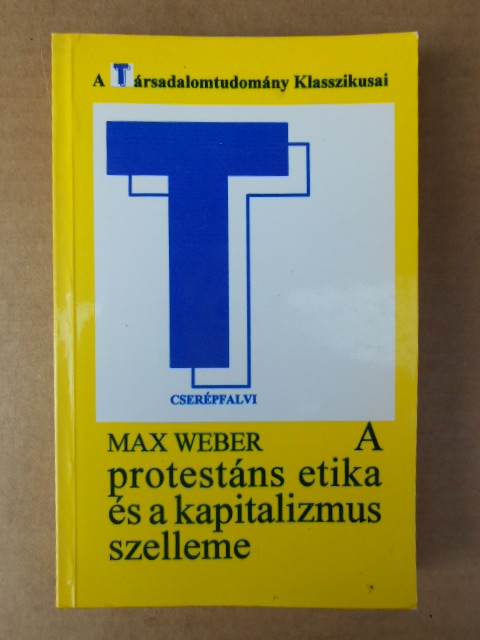 A Társadalomtudomány Klasszikusai
T
CSERÉPFALVI
MAX WEBER A
protestáns etika
és a kapitalizmus
szelleme